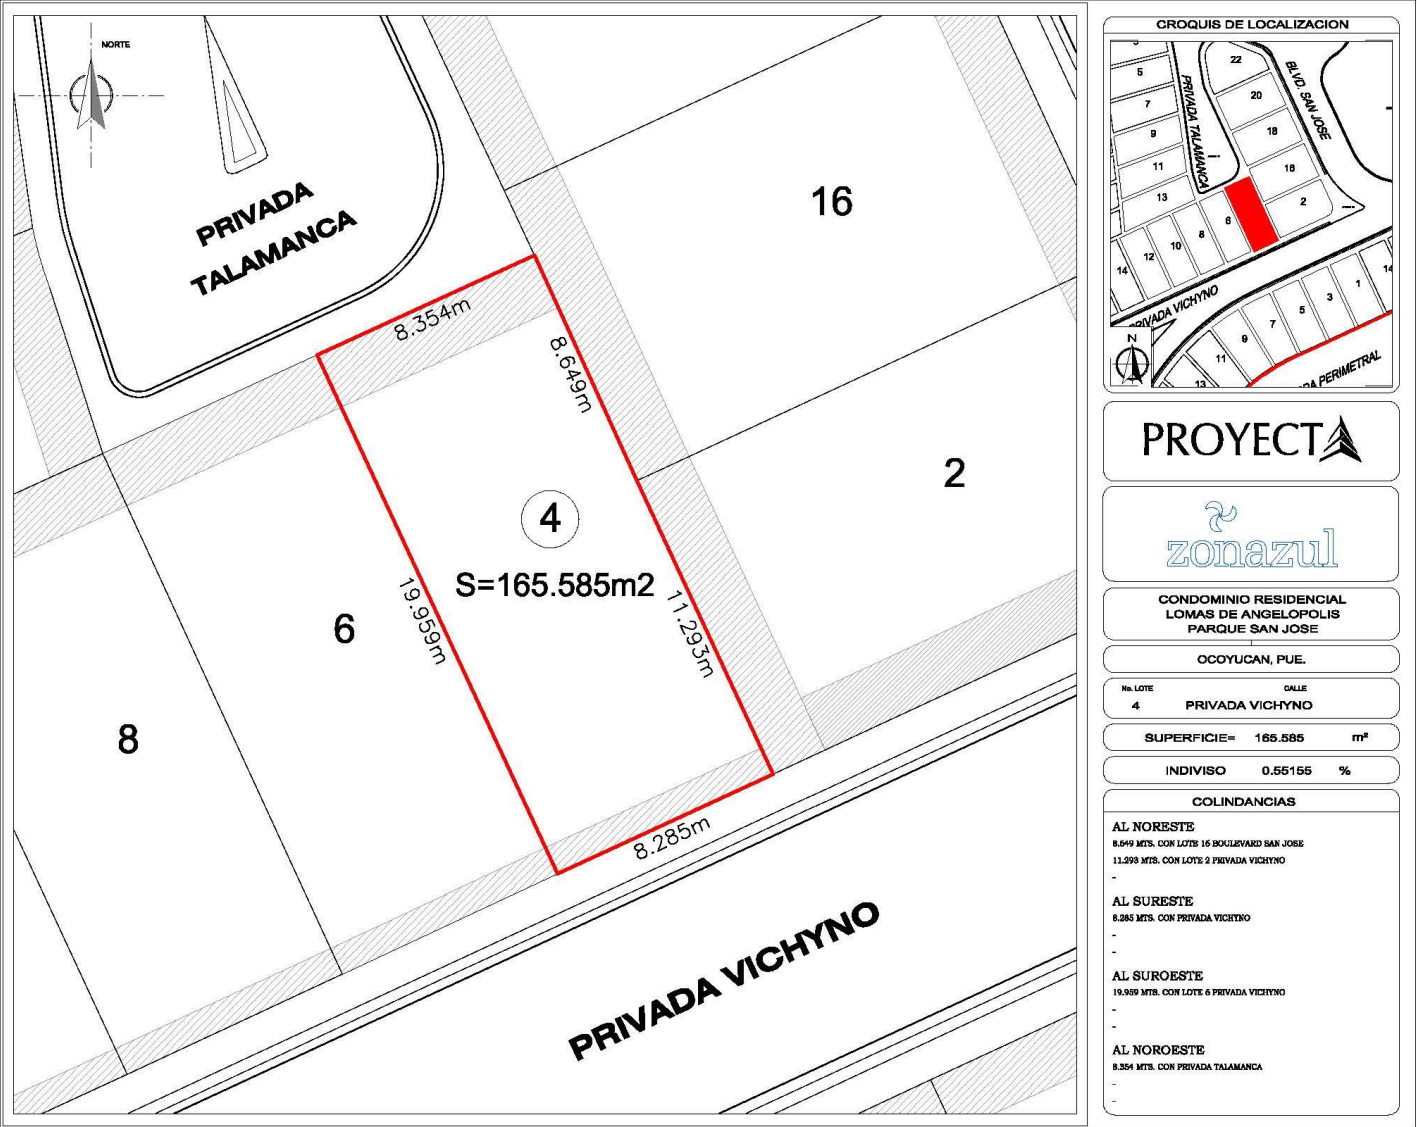 NORTE
PRIVADA
TALAMANCA
16
8.354m
8.649m
2
4
S=165.585m2
19.959m
11.293m
6
8
8.285m
PRIVADA VICHYNO
CROQUIS DE LOCALIZACION
5
7
9
11
13
PRIVADA TALAMANCA
22
20
18
16
2
BLVD. SAN JOSE
6
8
10
12
14
PRIVADA VICHYNO
14
1
3
5
7
9
11
13
DA PERIMETRAL
N
PROYECTA
zonazul
CONDOMINIO RESIDENCIAL
LOMAS DE ANGELOPOLIS
PARQUE SAN JOSE
OCOYUCAN, PUE.
No. LOTE CALLE
4 PRIVADA VICHYNO
SUPERFICIE= 165.585 m²
INDIVISO 0.55155 %
COLINDANCIAS
AL NORESTE
8.649 MTS. CON LOTE 16 BOULEVARD SAN JOSE
11.293 MTS. CON LOTE 2 PRIVADA VICHYNO
-
AL SURESTE
8.285 MTS. CON PRIVADA VICHYNO
-
-
AL SUROESTE
19.959 MTS. CON LOTE 6 PRIVADA VICHYNO
-
-
AL NOROESTE
8.354 MTS. CON PRIVADA TALAMANCA
-
-